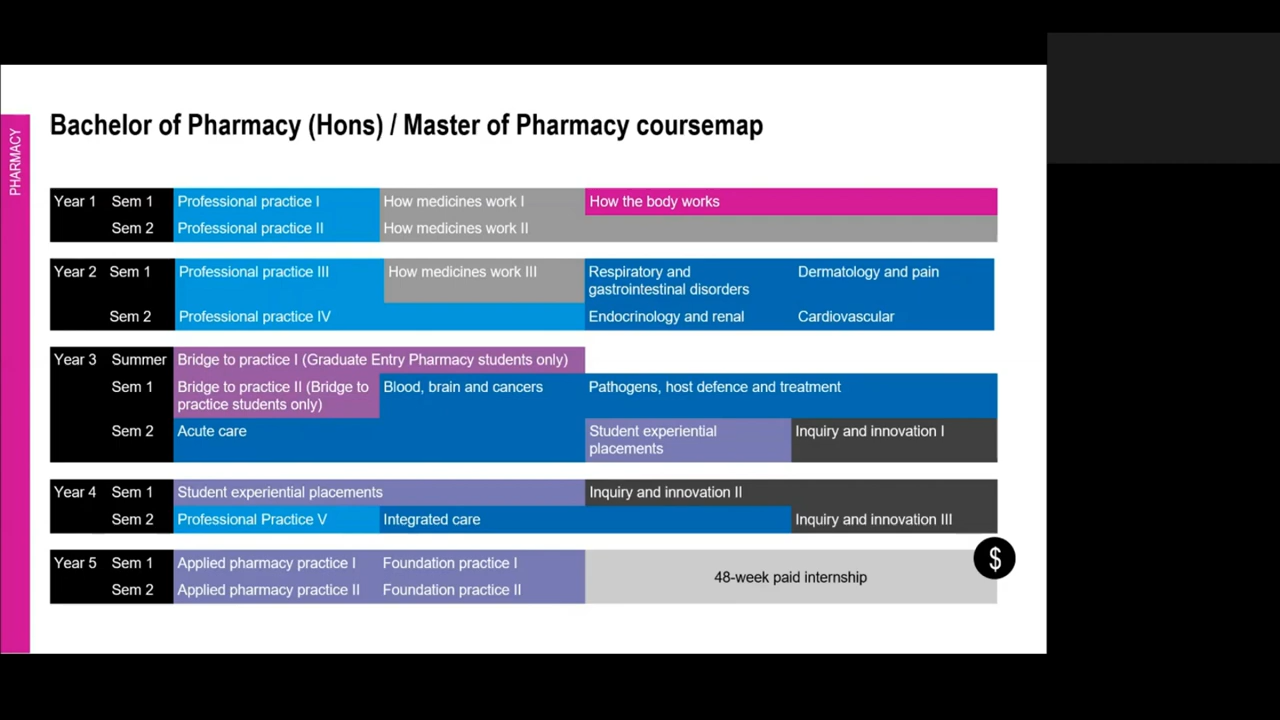 Bachelor of Pharmacy (Hons) / Master of Pharmacy coursemap
PHARMACY
Year 1 Sem 1 Professional practice I How medicines work I How the body works
Sem 2 Professional practice II How medicines work II
Year 2 Sem 1 Professional practice III How medicines work III Respiratory and Dermatology and pain
gastrointestinal disorders
Sem 2 Professional practice IV Endocrinology and renal Cardiovascular
Year 3 Summer Bridge to practice I (Graduate Entry Pharmacy students only)
Sem 1 Bridge to practice II (Bridge to Blood, brain and cancers Pathogens, host defence and treatment
practice students only)
Sem 2 Acute care Student experiential Inquiry and innovation I
placements
Year 4 Sem 1 Student experiential placements Inquiry and innovation II
Sem 2 Professional Practice V Integrated care Inquiry and innovation III
$
Year 5 Sem 1 Applied pharmacy practice I Foundation practice I
48-week paid internship
Sem 2 Applied pharmacy practice II Foundation practice II